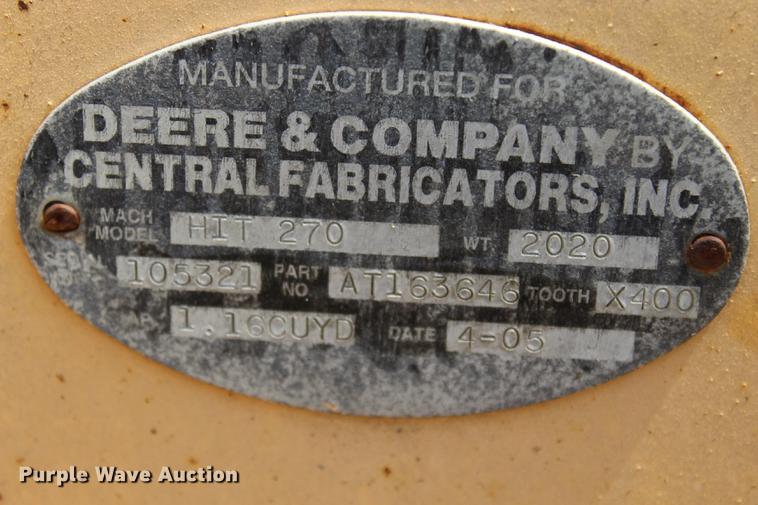 MANUFACTURED FOR
DEERE & COMPANY BY
CENTRAL FABRICATORS, INC.
MACH MODEL HIT 270 WT. 2020
SERIAL 105321 PART NO. AT163646 TOOTH X400
1.16CUYD DATE 4-05
Purple Wave Auction